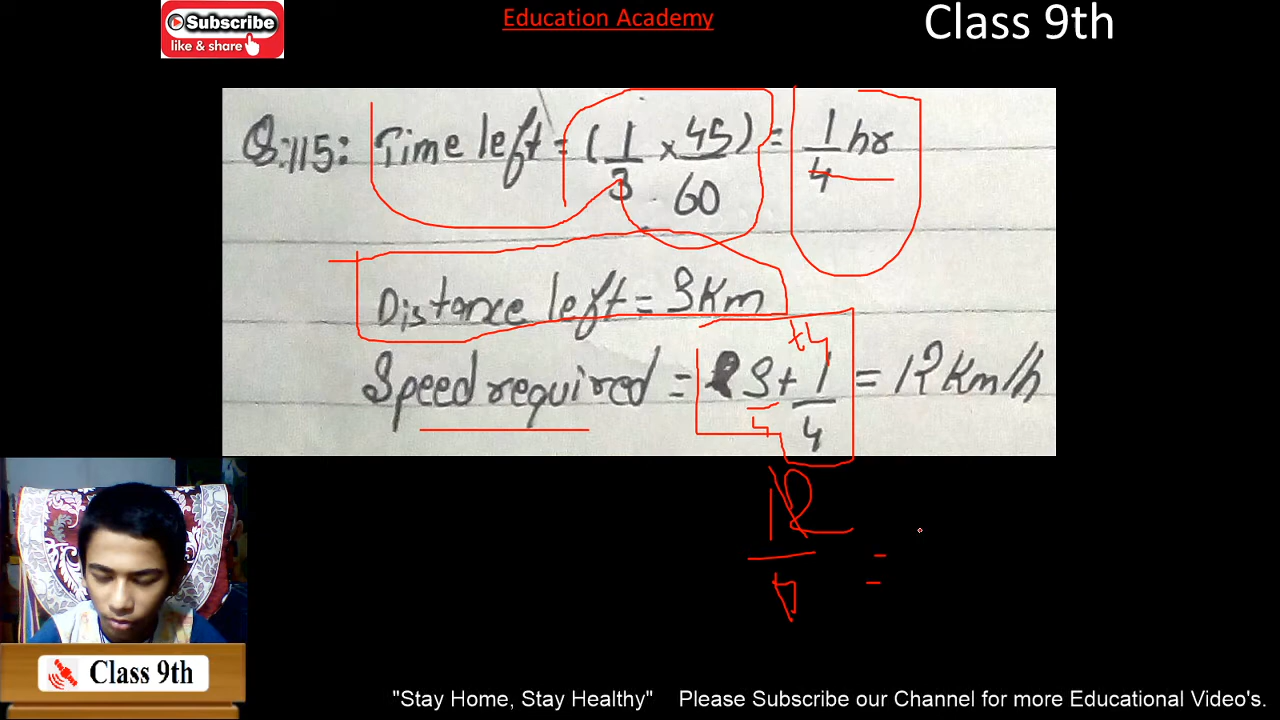 Subscribe
like & share
Education Academy
Class 9th
Q:115: Time left = (1/3 × 45/60) = 1/4 hr
Distance left = 3Km
Speed required = 3+1/4 = 12 Km/h
×4
4
12
=
Class 9th
"Stay Home, Stay Healthy" Please Subscribe our Channel for more Educational Video's.